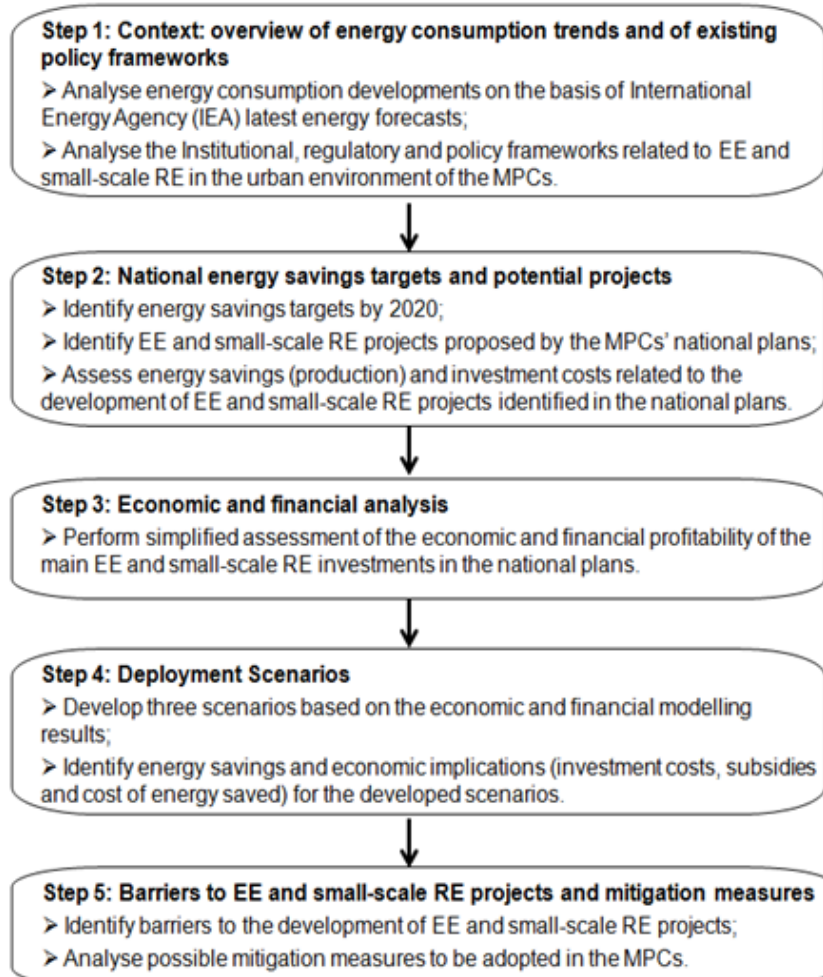 Step 1: Context: overview of energy consumption trends and of existing
policy frameworks
➢ Analyse energy consumption developments on the basis of International
Energy Agency (IEA) latest energy forecasts;
➢ Analyse the Institutional, regulatory and policy frameworks related to EE and
small-scale RE in the urban environment of the MPCs.
Step 2: National energy savings targets and potential projects
➢ Identify energy savings targets by 2020;
➢ Identify EE and small-scale RE projects proposed by the MPCs' national plans;
➢ Assess energy savings (production) and investment costs related to the
development of EE and small-scale RE projects identified in the national plans.
Step 3: Economic and financial analysis
➢ Perform simplified assessment of the economic and financial profitability of the
main EE and small-scale RE investments in the national plans.
Step 4: Deployment Scenarios
➢ Develop three scenarios based on the economic and financial modelling
results;
➢ Identify energy savings and economic implications (investment costs, subsidies
and cost of energy saved) for the developed scenarios.
Step 5: Barriers to EE and small-scale RE projects and mitigation measures
➢ Identify barriers to the development of EE and small-scale RE projects;
➢ Analyse possible mitigation measures to be adopted in the MPCs.